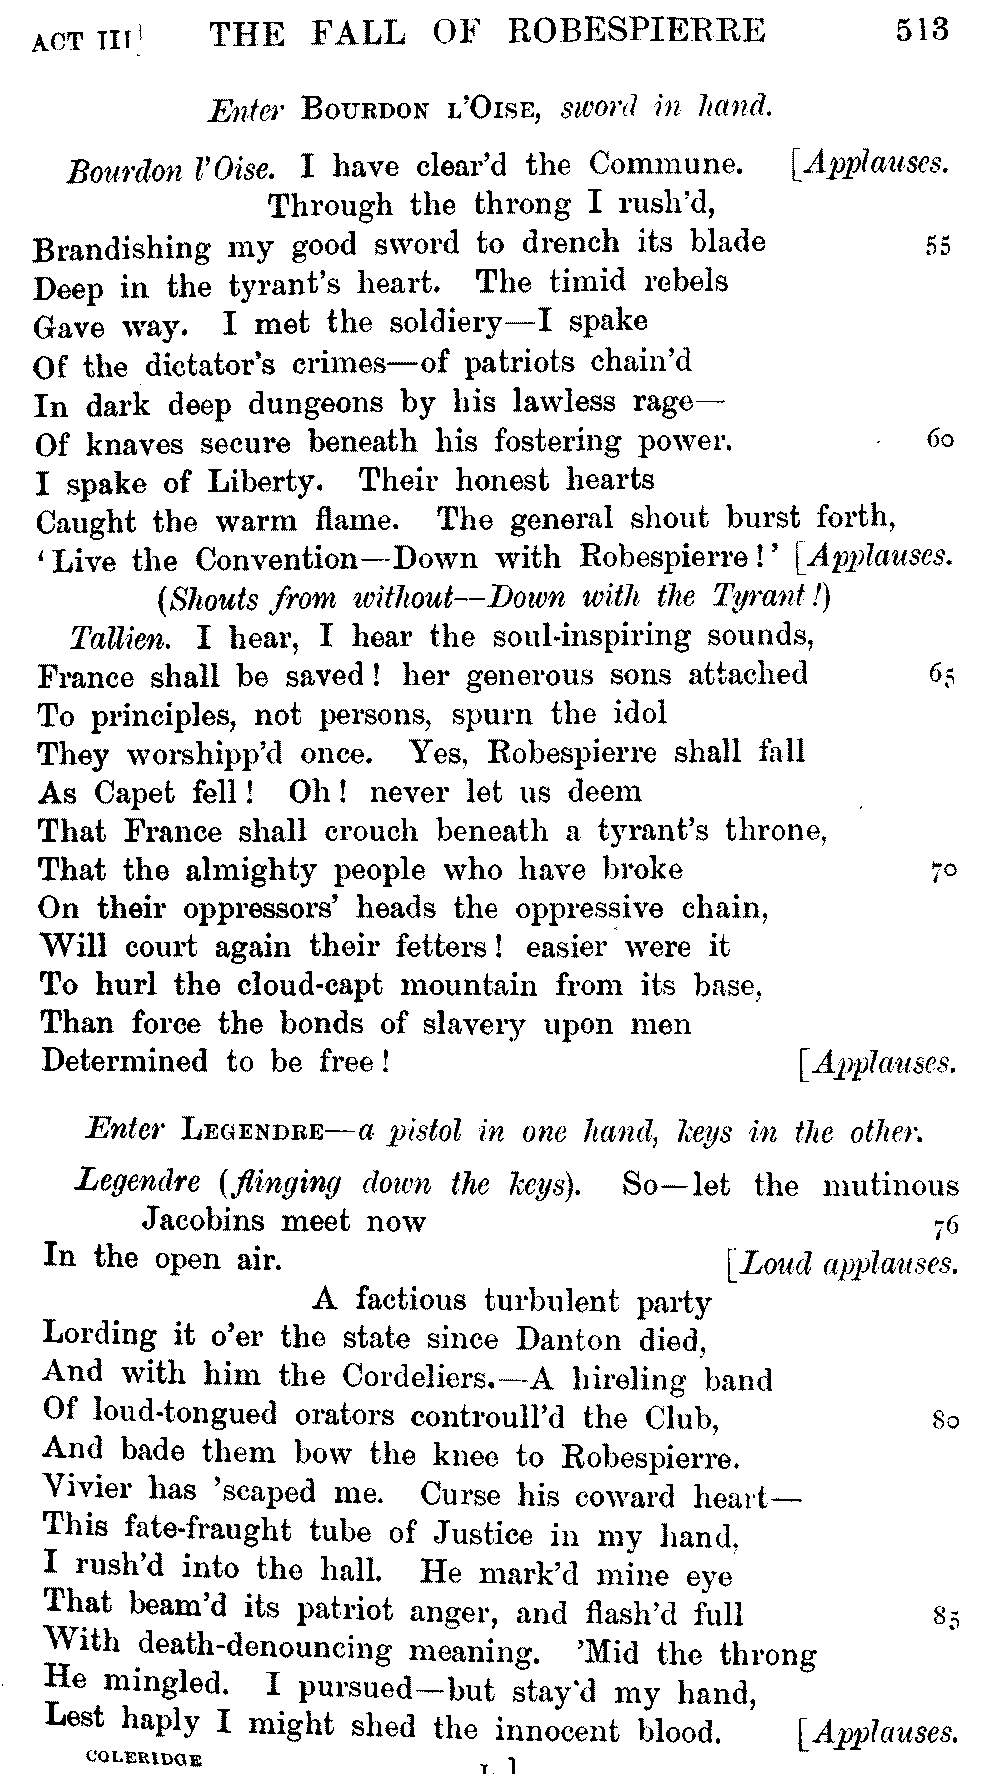 ACT III] THE FALL OF ROBESPIERRE 513
Enter BOURDON L'OISE, sword in hand.
Bourdon l'Oise. I have clear'd the Commune. [Applauses.
Through the throng I rush'd,
Brandishing my good sword to drench its blade 55
Deep in the tyrant's heart. The timid rebels
Gave way. I met the soldiery—I spake
Of the dictator's crimes—of patriots chain'd
In dark deep dungeons by his lawless rage—
Of knaves secure beneath his fostering power. 60
I spake of Liberty. Their honest hearts
Caught the warm flame. The general shout burst forth,
'Live the Convention—Down with Robespierre!' [Applauses.
(Shouts from without—Down with the Tyrant!)
Tallien. I hear, I hear the soul-inspiring sounds,
France shall be saved! her generous sons attached 65
To principles, not persons, spurn the idol
They worshipp'd once. Yes, Robespierre shall fall
As Capet fell! Oh! never let us deem
That France shall crouch beneath a tyrant's throne,
That the almighty people who have broke 70
On their oppressors' heads the oppressive chain,
Will court again their fetters! easier were it
To hurl the cloud-capt mountain from its base,
Than force the bonds of slavery upon men
Determined to be free! [Applauses.
Enter LEGENDRE—a pistol in one hand, keys in the other.
Legendre (flinging down the keys). So—let the mutinous
Jacobins meet now 76
In the open air. [Loud applauses.
A factious turbulent party
Lording it o'er the state since Danton died,
And with him the Cordeliers.—A hireling band
Of loud-tongued orators controull'd the Club, 80
And bade them bow the knee to Robespierre.
Vivier has 'scaped me. Curse his coward heart—
This fate-fraught tube of Justice in my hand,
I rush'd into the hall. He mark'd mine eye
That beam'd its patriot anger, and flash'd full 85
With death-denouncing meaning. 'Mid the throng
He mingled. I pursued—but stay'd my hand,
Lest haply I might shed the innocent blood. [Applauses.
COLERIDGE